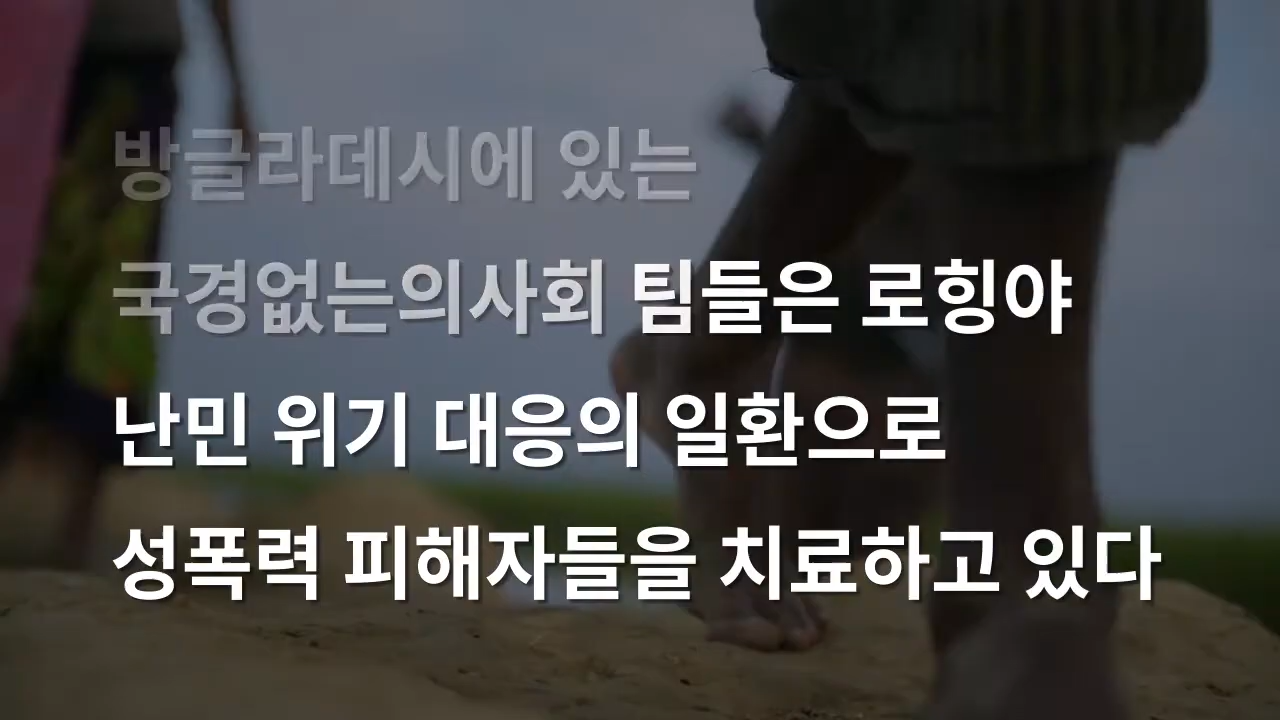 방글라데시에 있는
국경없는의사회 팀들은 로힝야
난민 위기 대응의 일환으로
성폭력 피해자들을 치료하고 있다